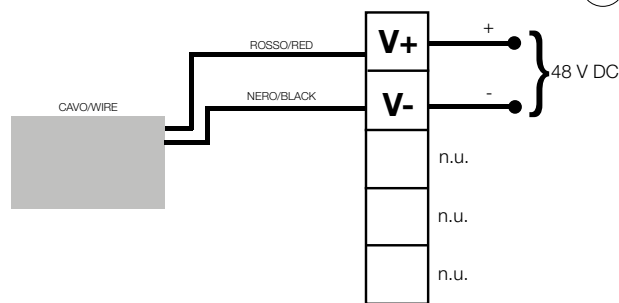 ROSSO/RED
V+
+
48 V DC
CAVO/WIRE
NERO/BLACK
V-
-
n.u.
n.u.
n.u.